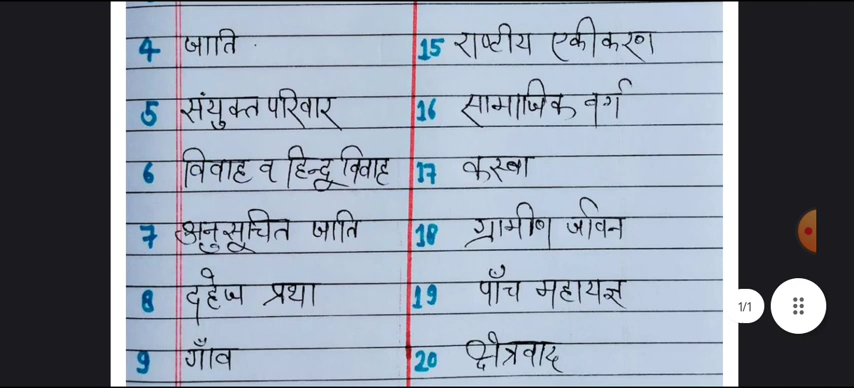 4 जाति
5 संयुक्त परिवार
6 विवाह व हिन्दू विवाह
7 अनुसूचित जाति
8 दहेज प्रथा
9 गाँव
15 राष्टीय एकीकरण
16 सामाजिक वर्ग
17 कस्बा
18 ग्रामीण जीवन
19 पाँच महायज्ञ
20 क्षेत्रवाद
1/1